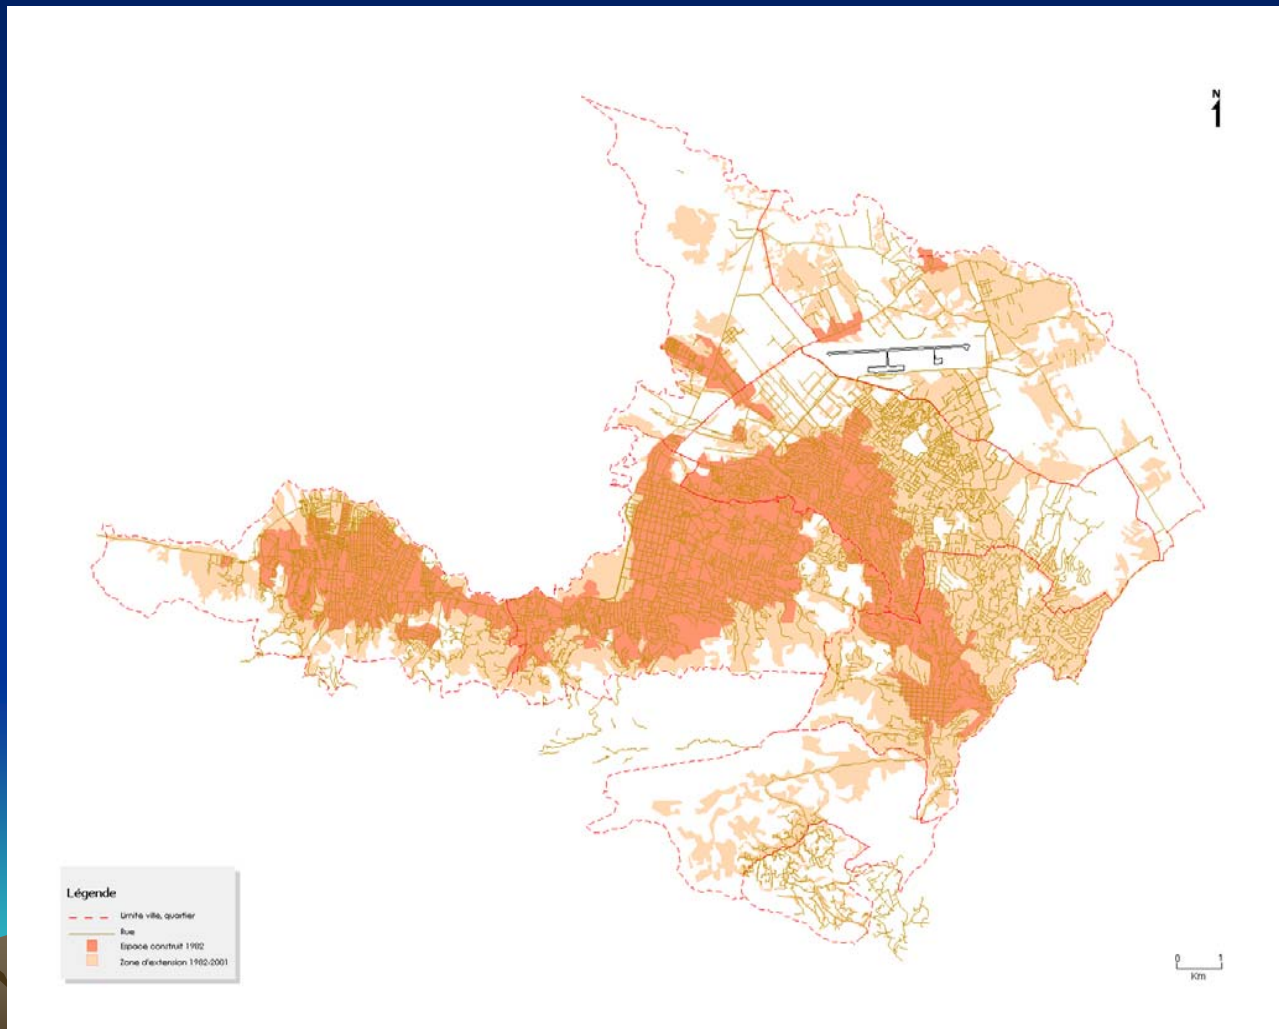 N
Légende
Limite ville, quartier
Rue
Espace construit 1982
Zone d'extension 1982-2001
0 1
Km